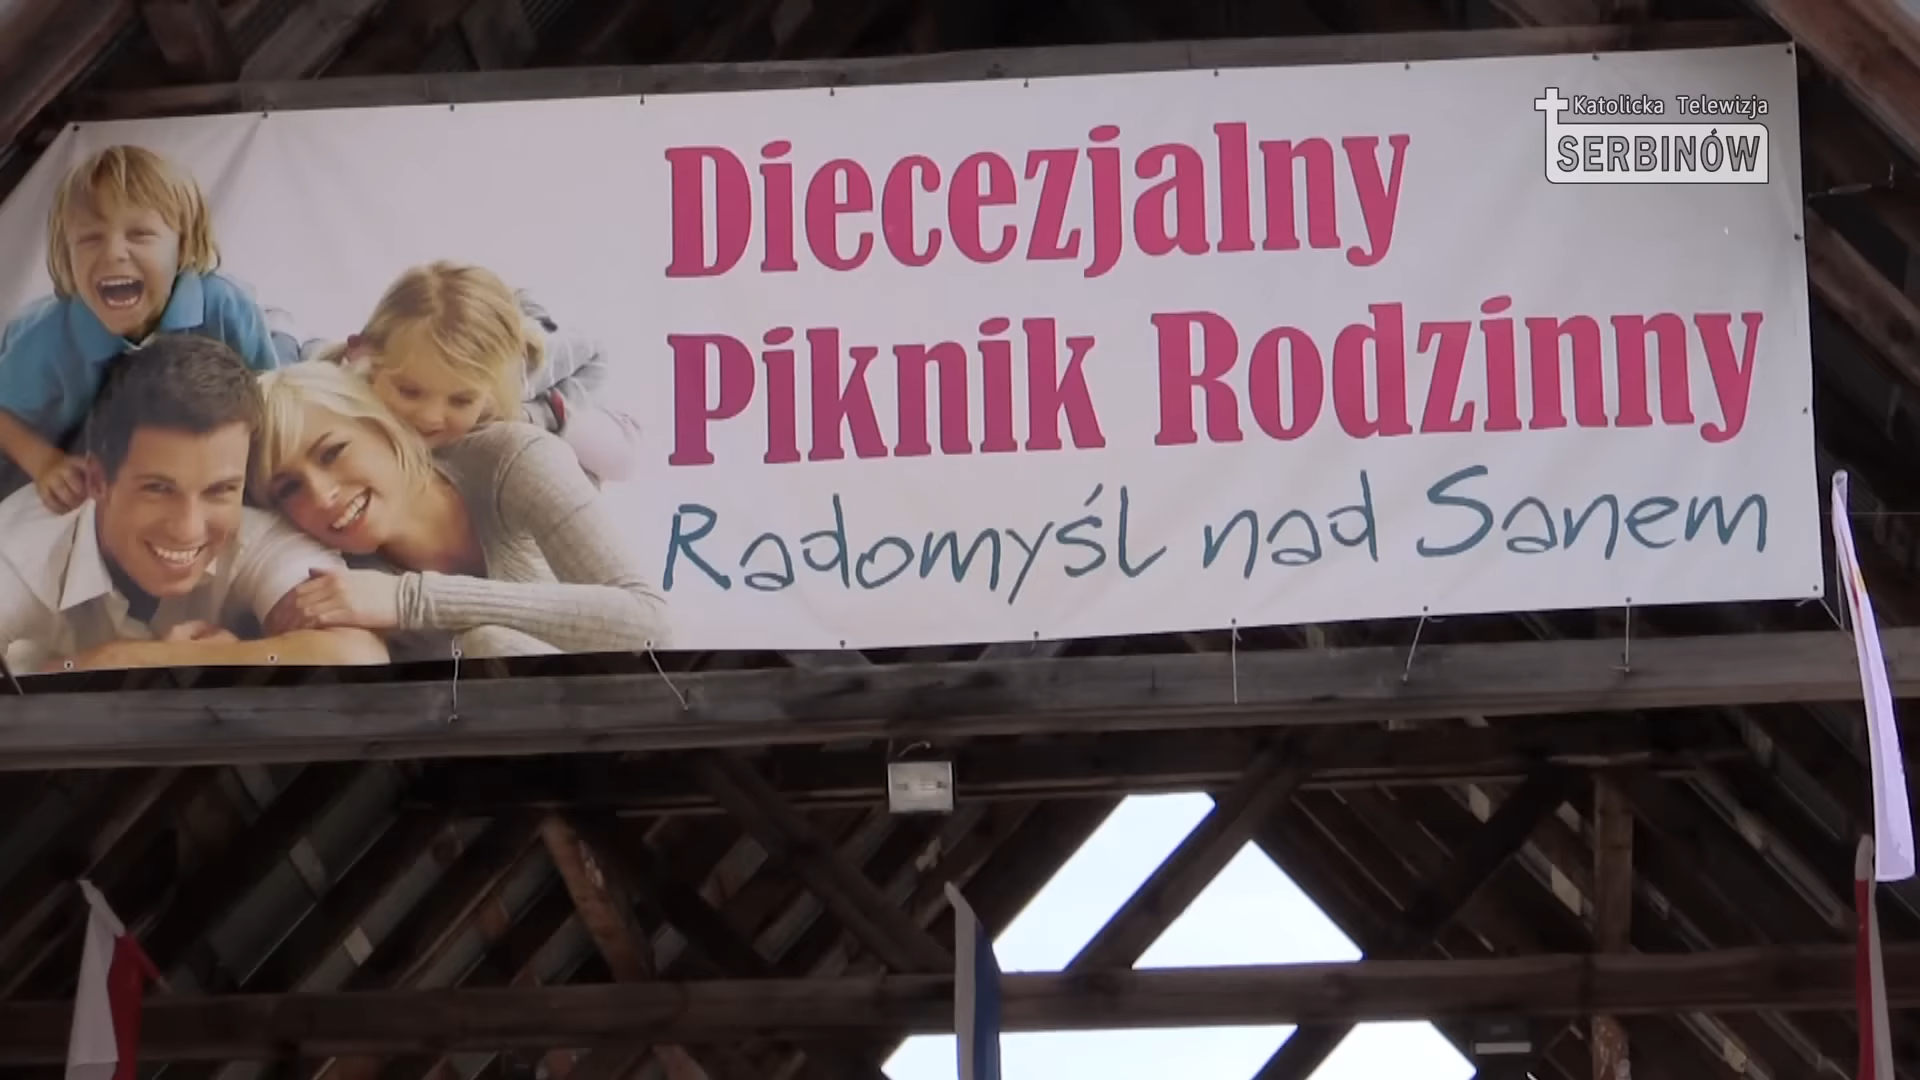 Katolicka Telewizja
SERBINÓW
Diecezjalny
Piknik Rodzinny
Radomyśl nad Sanem